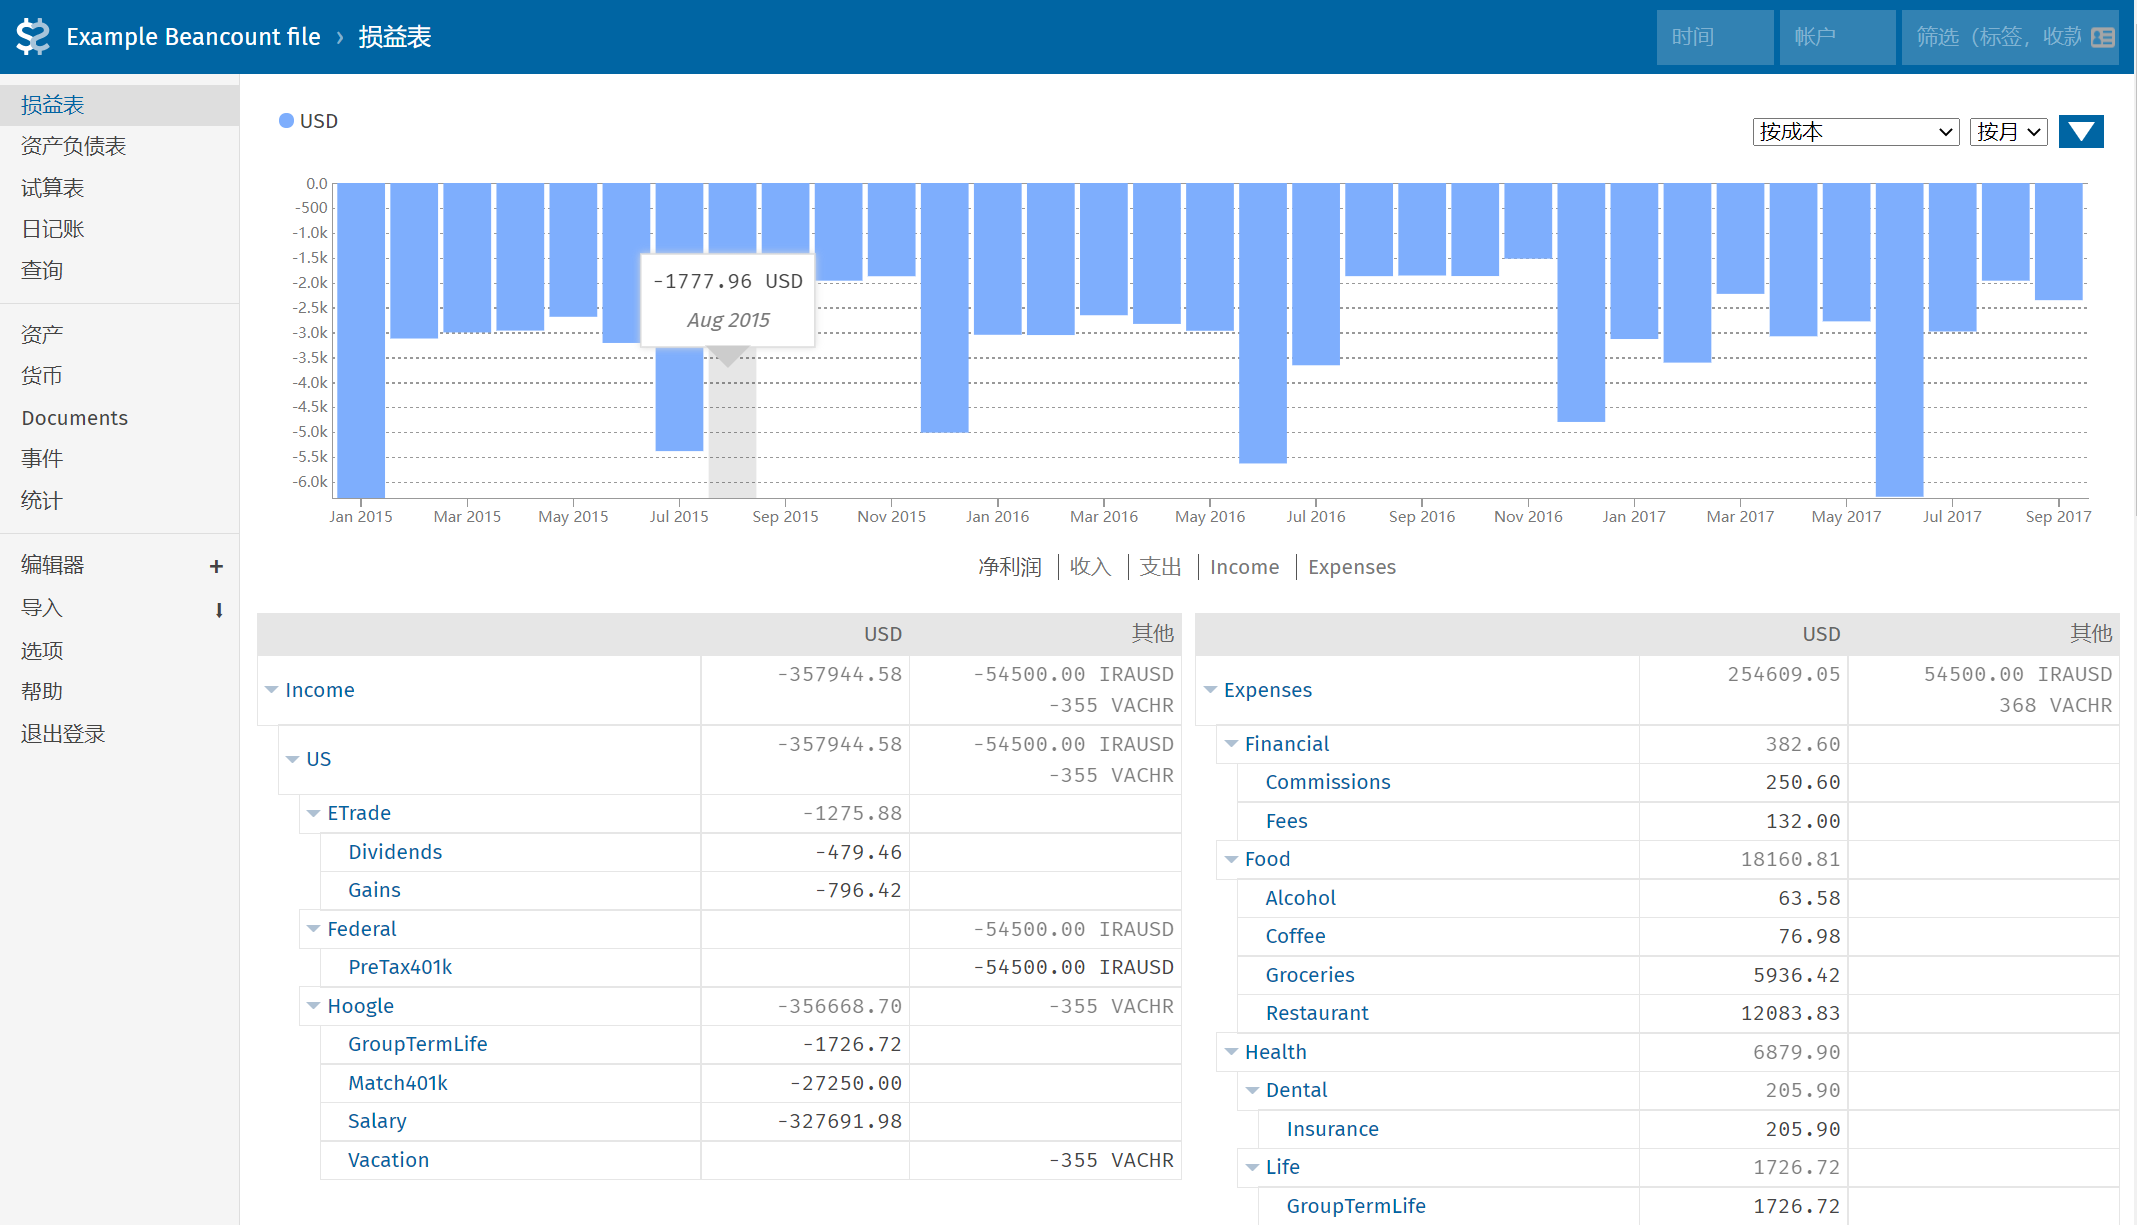 Example Beancount file › 损益表
时间
帐户
筛选（标签，收款
损益表
资产负债表
试算表
日记账
查询
资产
货币
Documents
事件
统计
编辑器 +
导入
选项
帮助
退出登录
USD
按成本
按月
0.0
-500
-1.0k
-1.5k
-2.0k
-2.5k
-3.0k
-3.5k
-4.0k
-4.5k
-5.0k
-5.5k
-6.0k
-1777.96 USD
Aug 2015
Jan 2015 Mar 2015 May 2015 Jul 2015 Sep 2015 Nov 2015 Jan 2016 Mar 2016 May 2016 Jul 2016 Sep 2016 Nov 2016 Jan 2017 Mar 2017 May 2017 Jul 2017 Sep 2017
净利润 收入 支出 Income Expenses
USD 其他
Income -357944.58 -54500.00 IRAUSD
-355 VACHR
US -357944.58 -54500.00 IRAUSD
-355 VACHR
ETrade -1275.88
Dividends -479.46
Gains -796.42
Federal -54500.00 IRAUSD
PreTax401k -54500.00 IRAUSD
Hoogle -356668.70 -355 VACHR
GroupTermLife -1726.72
Match401k -27250.00
Salary -327691.98
Vacation -355 VACHR
USD 其他
Expenses 254609.05 54500.00 IRAUSD
368 VACHR
Financial 382.60
Commissions 250.60
Fees 132.00
Food 18160.81
Alcohol 63.58
Coffee 76.98
Groceries 5936.42
Restaurant 12083.83
Health 6879.90
Dental 205.90
Insurance 205.90
Life 1726.72
GroupTermLife 1726.72